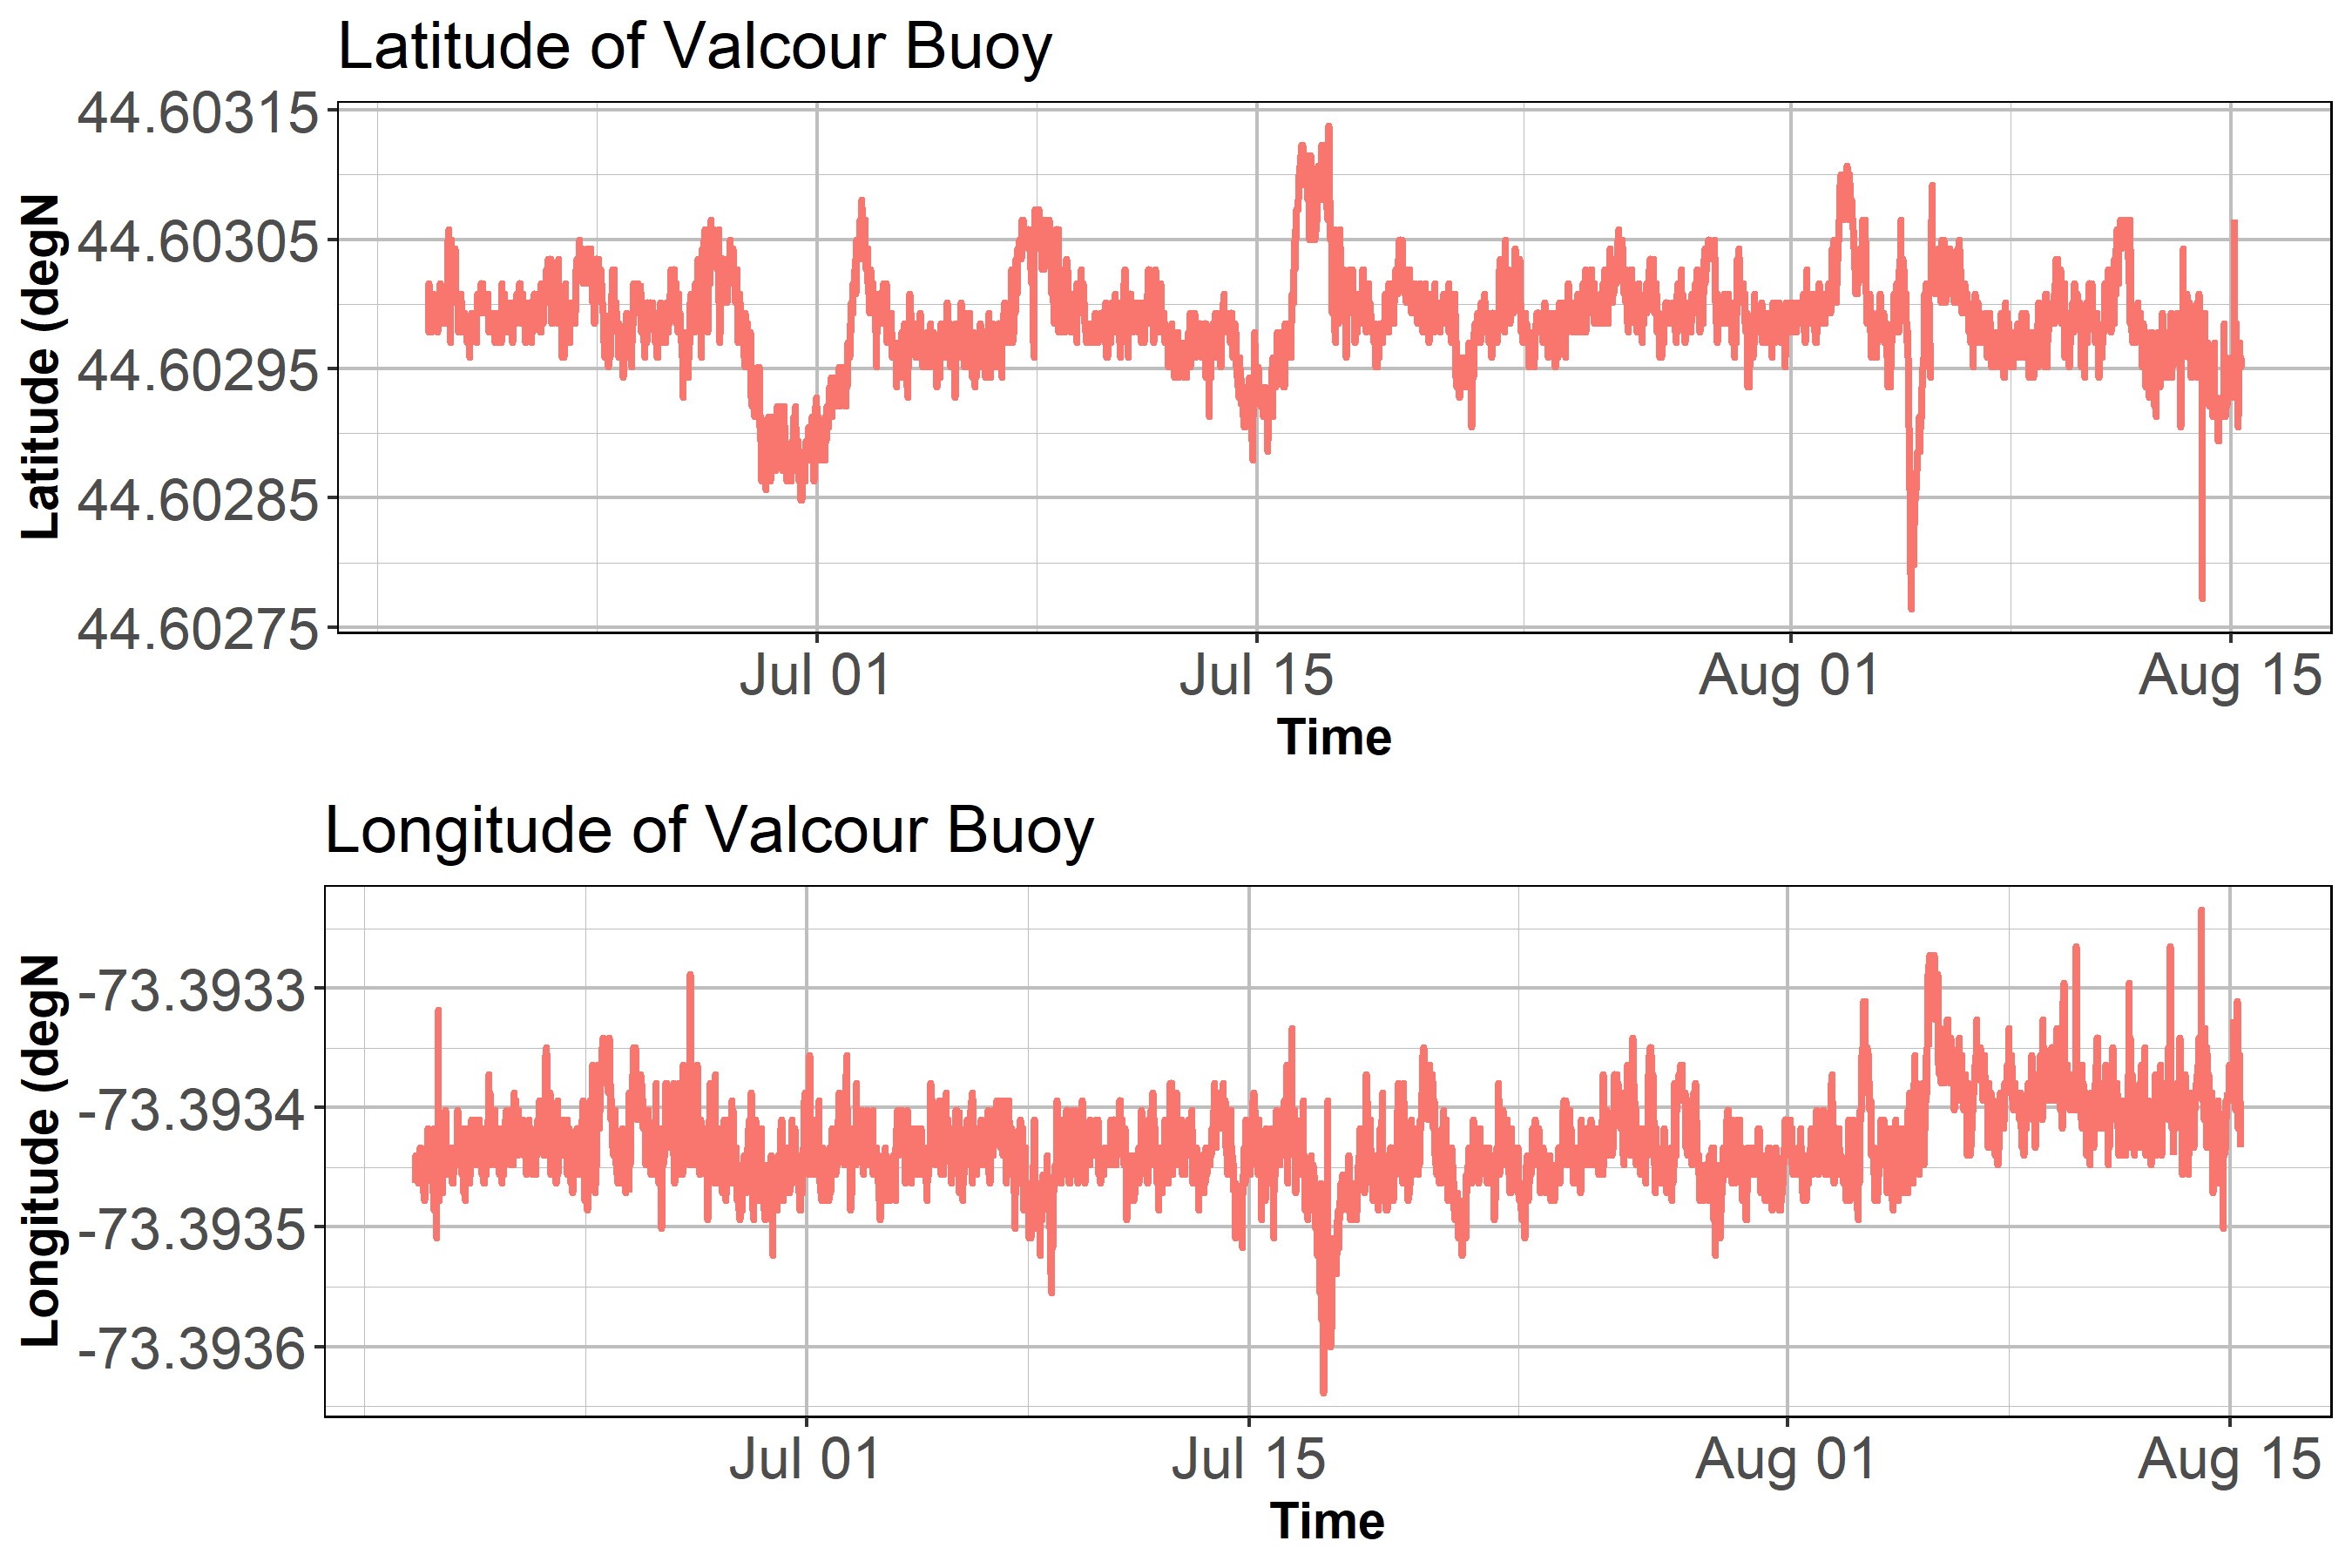 Latitude of Valcour Buoy
Latitude (degN
44.60315
44.60305
44.60295
44.60285
44.60275
Jul 01 Jul 15 Aug 01 Aug 15
Time
Longitude of Valcour Buoy
Longitude (degN
-73.3933
-73.3934
-73.3935
-73.3936
Jul 01 Jul 15 Aug 01 Aug 15
Time